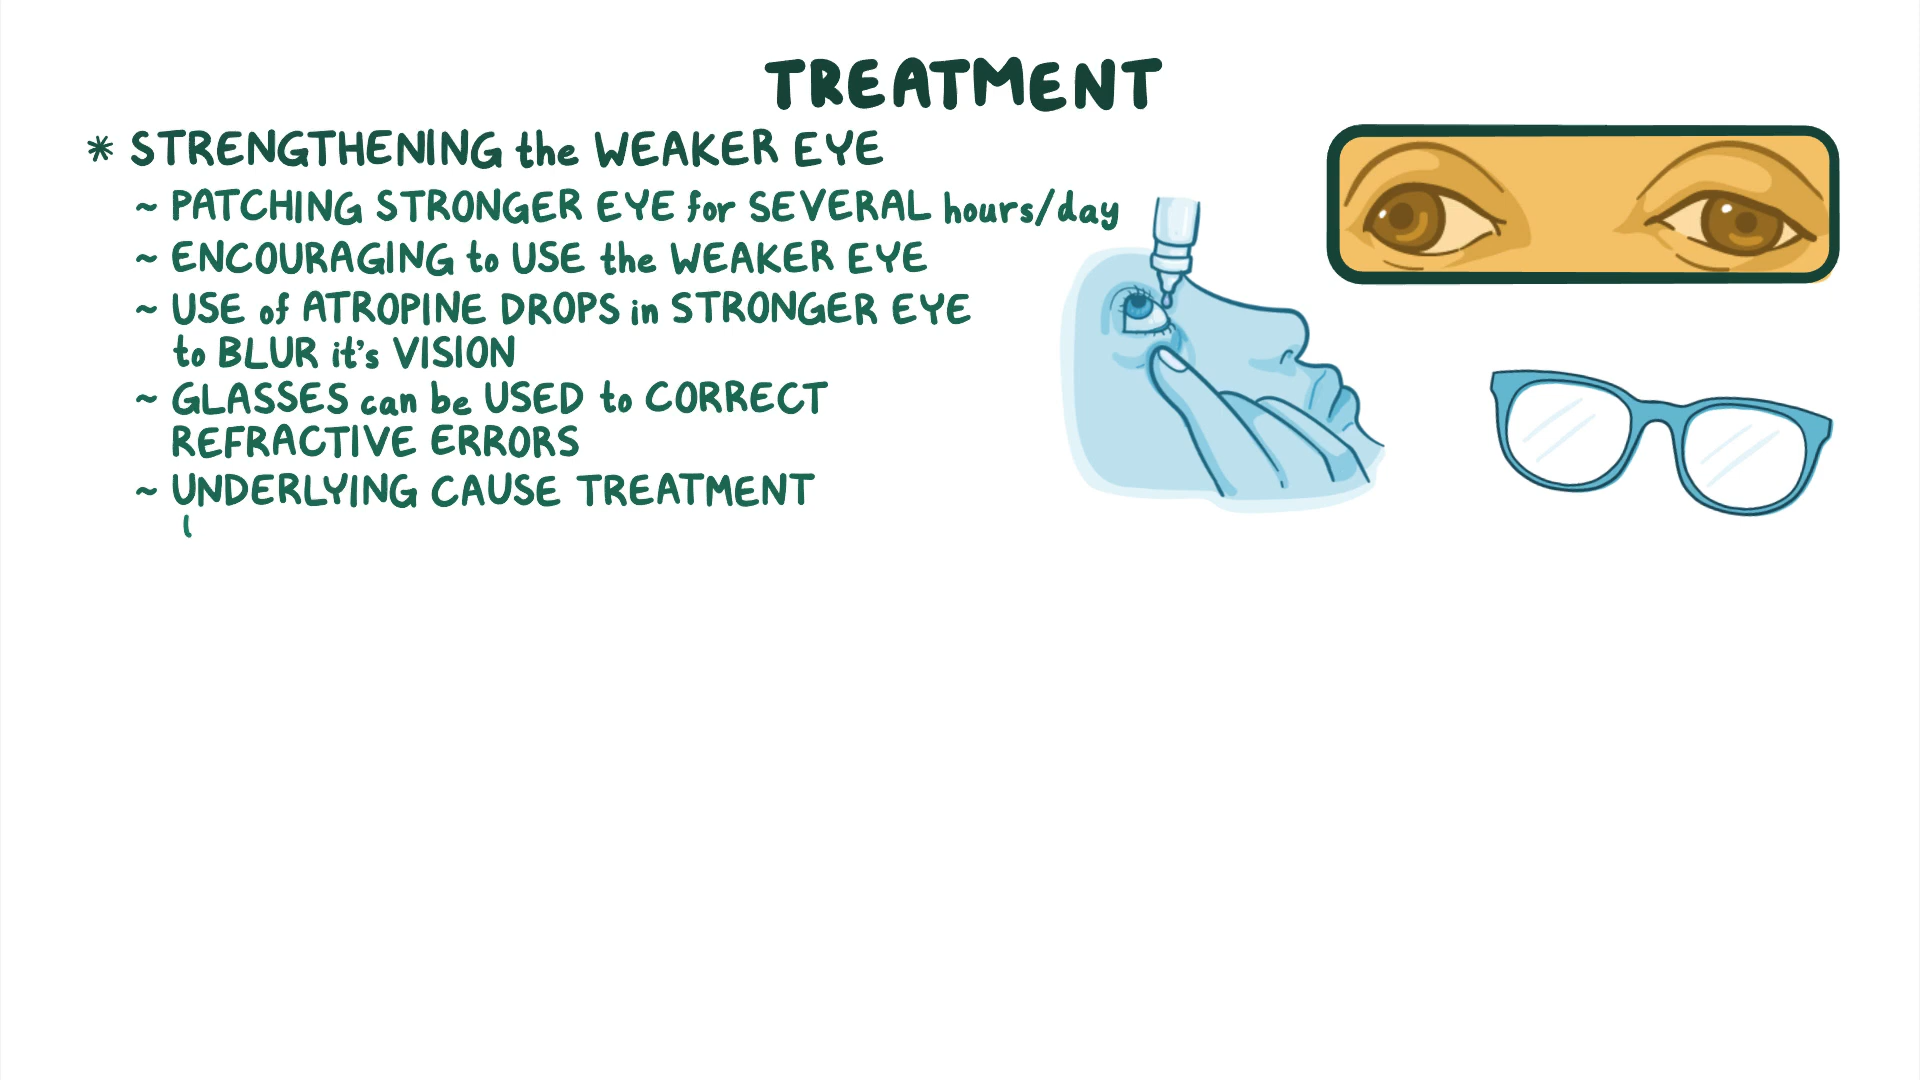 TREATMENT
* STRENGTHENING the WEAKER EYE
~ PATCHING STRONGER EYE for SEVERAL hours/day
~ ENCOURAGING to USE the WEAKER EYE
~ USE of ATROPINE DROPS in STRONGER EYE
to BLUR it's VISION
~ GLASSES can be USED to CORRECT
REFRACTIVE ERRORS
~ UNDERLYING CAUSE TREATMENT